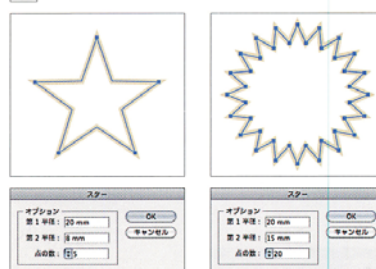 スター
オプション
第 1 半径： 20 mm
OK
第 2 半径： 8 mm
キャンセル
点の数： 5
スター
オプション
第 1 半径： 20 mm
OK
第 2 半径： 15 mm
キャンセル
点の数： 20